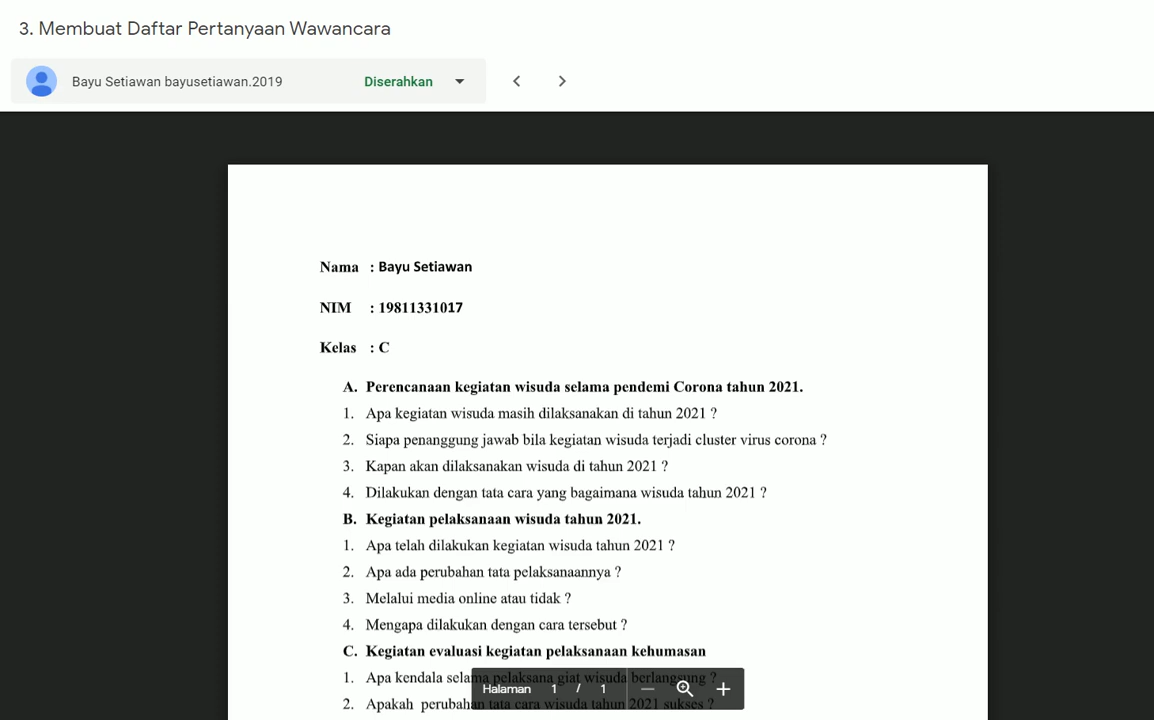 3. Membuat Daftar Pertanyaan Wawancara
Bayu Setiawan bayusetiawan.2019 Diserahkan
Nama : Bayu Setiawan
NIM : 19811331017
Kelas : C
A. Perencanaan kegiatan wisuda selama pendemi Corona tahun 2021.
1. Apa kegiatan wisuda masih dilaksanakan di tahun 2021 ?
2. Siapa penanggung jawab bila kegiatan wisuda terjadi cluster virus corona ?
3. Kapan akan dilaksanakan wisuda di tahun 2021 ?
4. Dilakukan dengan tata cara yang bagaimana wisuda tahun 2021 ?
B. Kegiatan pelaksanaan wisuda tahun 2021.
1. Apa telah dilakukan kegiatan wisuda tahun 2021 ?
2. Apa ada perubahan tata pelaksanaannya ?
3. Melalui media online atau tidak ?
4. Mengapa dilakukan dengan cara tersebut ?
C. Kegiatan evaluasi kegiatan pelaksanaan kehumasan
1. Apa kendala selama pelaksana giat wisuda berlangsung ?
Halaman 1 / 1
2. Apakah perubahan tata cara wisuda tahun 2021 sukses ?